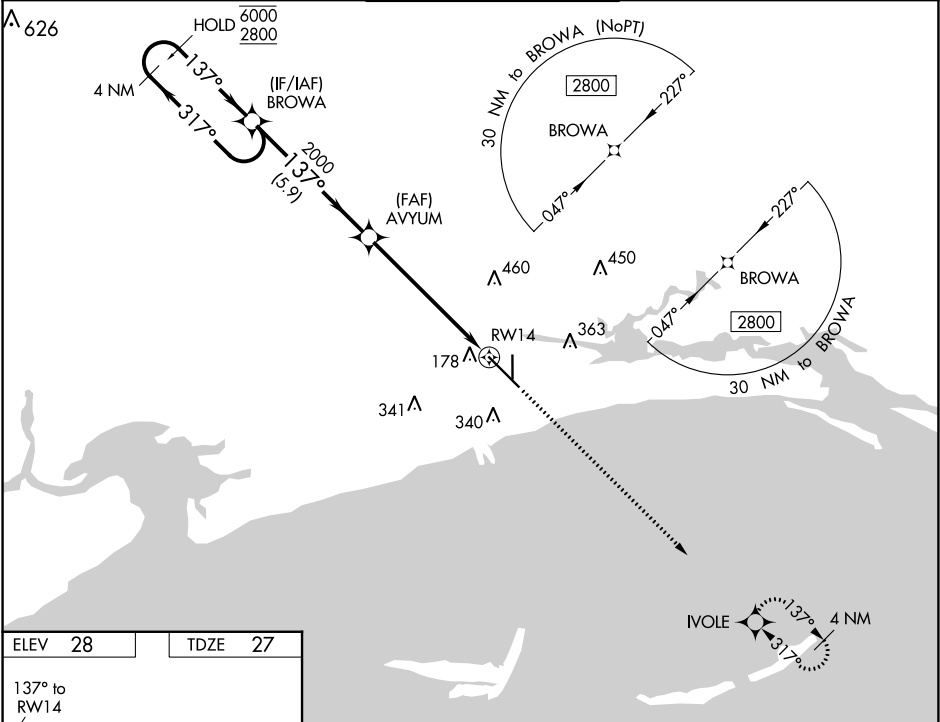 626
HOLD 6000
2800
4 NM
137°
317°
(IF/IAF)
BROWA
2000
137°
(5.9)
(FAF)
AVYUM
30 NM to BROWA (NoPT)
2800
227°
BROWA
047°
227°
BROWA
047°
2800
30 NM to BROWA
460
450
363
RW14
178
341
340
IVOLE
137°
4 NM
317°
ELEV 28
TDZE 27
137° to
RW14